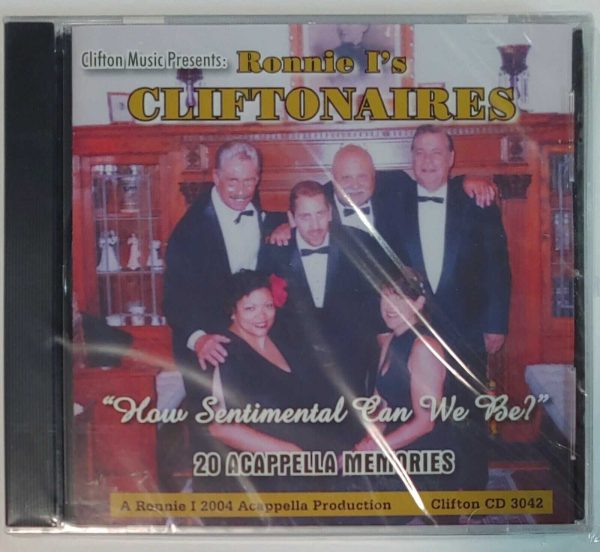 Clifton Music Presents:
Ronnie I's
CLIFTONAIRES
"How Sentimental Can We Be?"
20 ACAPPELLA MEMORIES
A Ronnie I 2004 Acappella Production Clifton CD 3042